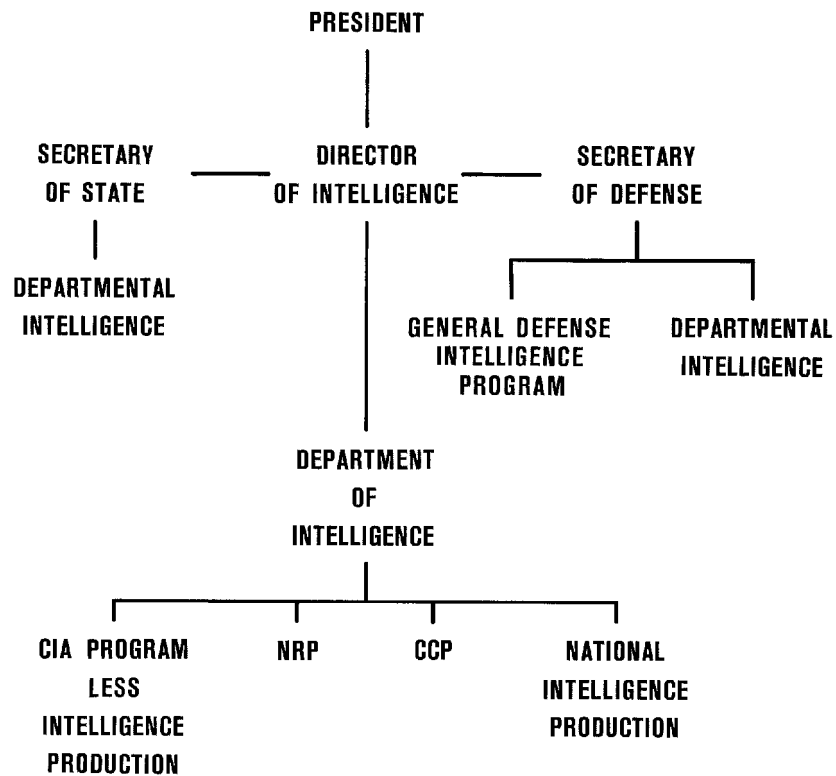 PRESIDENT
SECRETARY
OF STATE
DIRECTOR
OF INTELLIGENCE
SECRETARY
OF DEFENSE
DEPARTMENTAL
INTELLIGENCE
GENERAL DEFENSE
INTELLIGENCE
PROGRAM
DEPARTMENTAL
INTELLIGENCE
DEPARTMENT
OF
INTELLIGENCE
CIA PROGRAM
LESS
INTELLIGENCE
PRODUCTION
NRP
CCP
NATIONAL
INTELLIGENCE
PRODUCTION